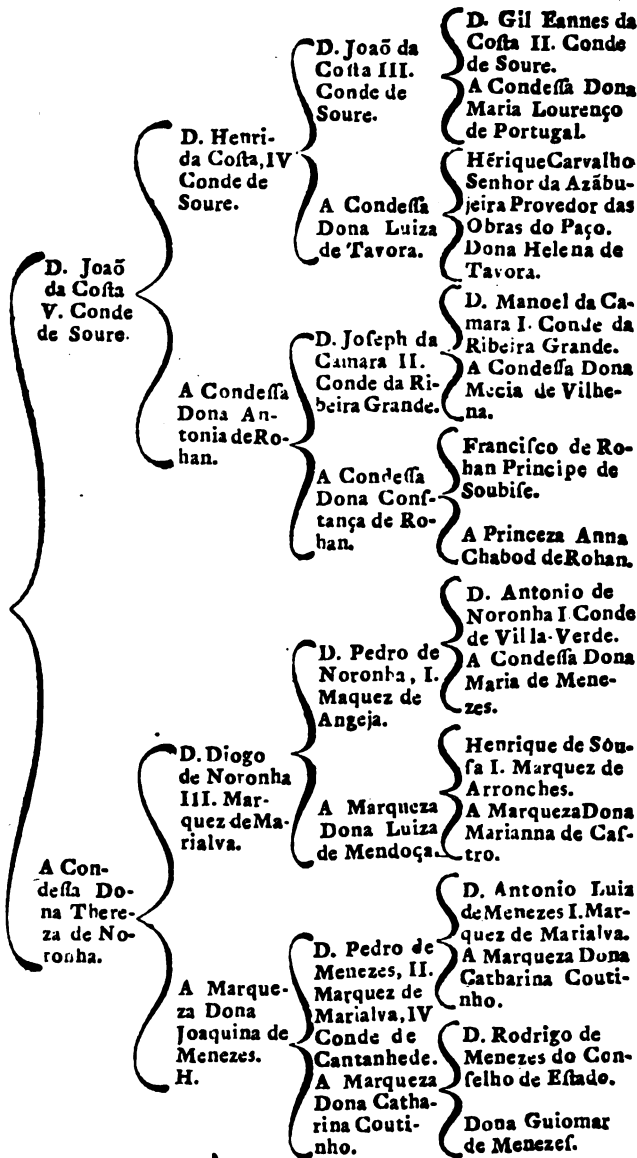 D. Joaõ
da Coſta
V. Conde
de Soure.
A Con-
deſſa Do-
na There-
za de No-
ronha.
D. Henri-
da Coſta, IV
Conde de
Soure.
A Condeſſa
Dona An-
tonia de Ro-
han.
D. Diogo
de Noronha
III. Mar-
quez de Ma-
rialva.
A Marque-
za Dona
Joaquina de
Menezes.
H.
D. Joaõ da
Coſta III.
Conde de
Soure.
A Condeſſa
Dona Luiza
de Tavora.
D. Joſeph da
Camara II.
Conde da Ri-
beira Grande.
A Condeſſa
Dona Conſ-
tança de Ro-
han.
D. Pedro de
Noronha, I.
Maquez de
Angeja.
A Marqueza
Dona Luiza
de Mendoça.
D. Pedro de
Menezes, II.
Marquez de
Marialva, IV
Conde de
Cantanhede.
A Marqueza
Dona Catha-
rina Couti-
nho.
D. Gil Eannes da
Coſta II. Conde
de Soure.
A Condeſſa Dona
Maria Lourenço
de Portugal.
Hẽrique Carvalho
Senhor da Azãbu-
jeira Provedor das
Obras do Paço.
Dona Helena de
Tavora.
D. Manoel da Ca-
mara I. Conde da
Ribeira Grande.
A Condeſſa Dona
Mecia de Vilhe-
na.
Franciſco de Ro-
han Principe de
Soubiſe.
A Princeza Anna
Chabod de Rohan.
D. Antonio de
Noronha I Conde
de Villa-Verde.
A Condeſſa Dona
Maria de Mene-
zes.
Henrique de Sôu-
ſa I. Marquez de
Arronches.
A Marqueza Dona
Marianna de Caſ-
tro.
D. Antonio Luiz
de Menezes I. Mar-
quez de Marialva.
A Marqueza Dona
Catharina Couti-
nho.
D. Rodrigo de
Menezes do Con-
ſelho de Eſtado.
Dona Guiomar
de Menezeſ.